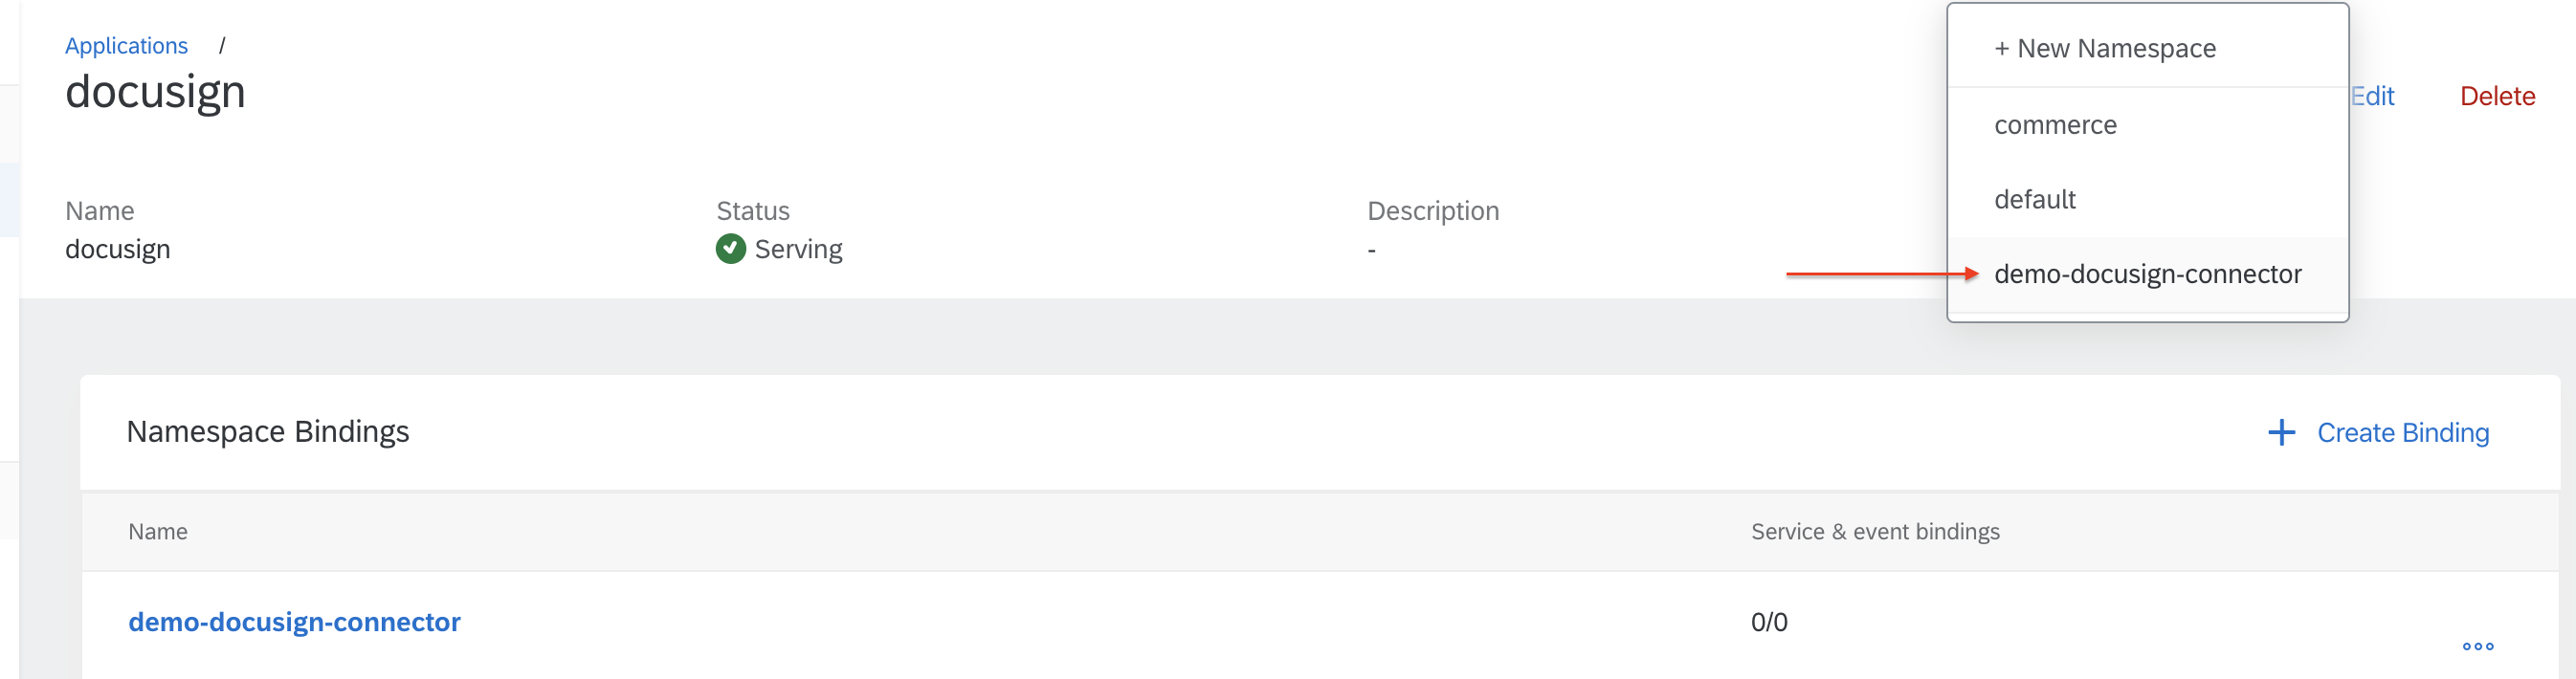 Applications /
docusign
+ New Namespace
commerce
default
demo-docusign-connector
Edit
Delete
Name
docusign
Status
Serving
Description
-
Namespace Bindings
+ Create Binding
Name
Service & event bindings
demo-docusign-connector
0/0